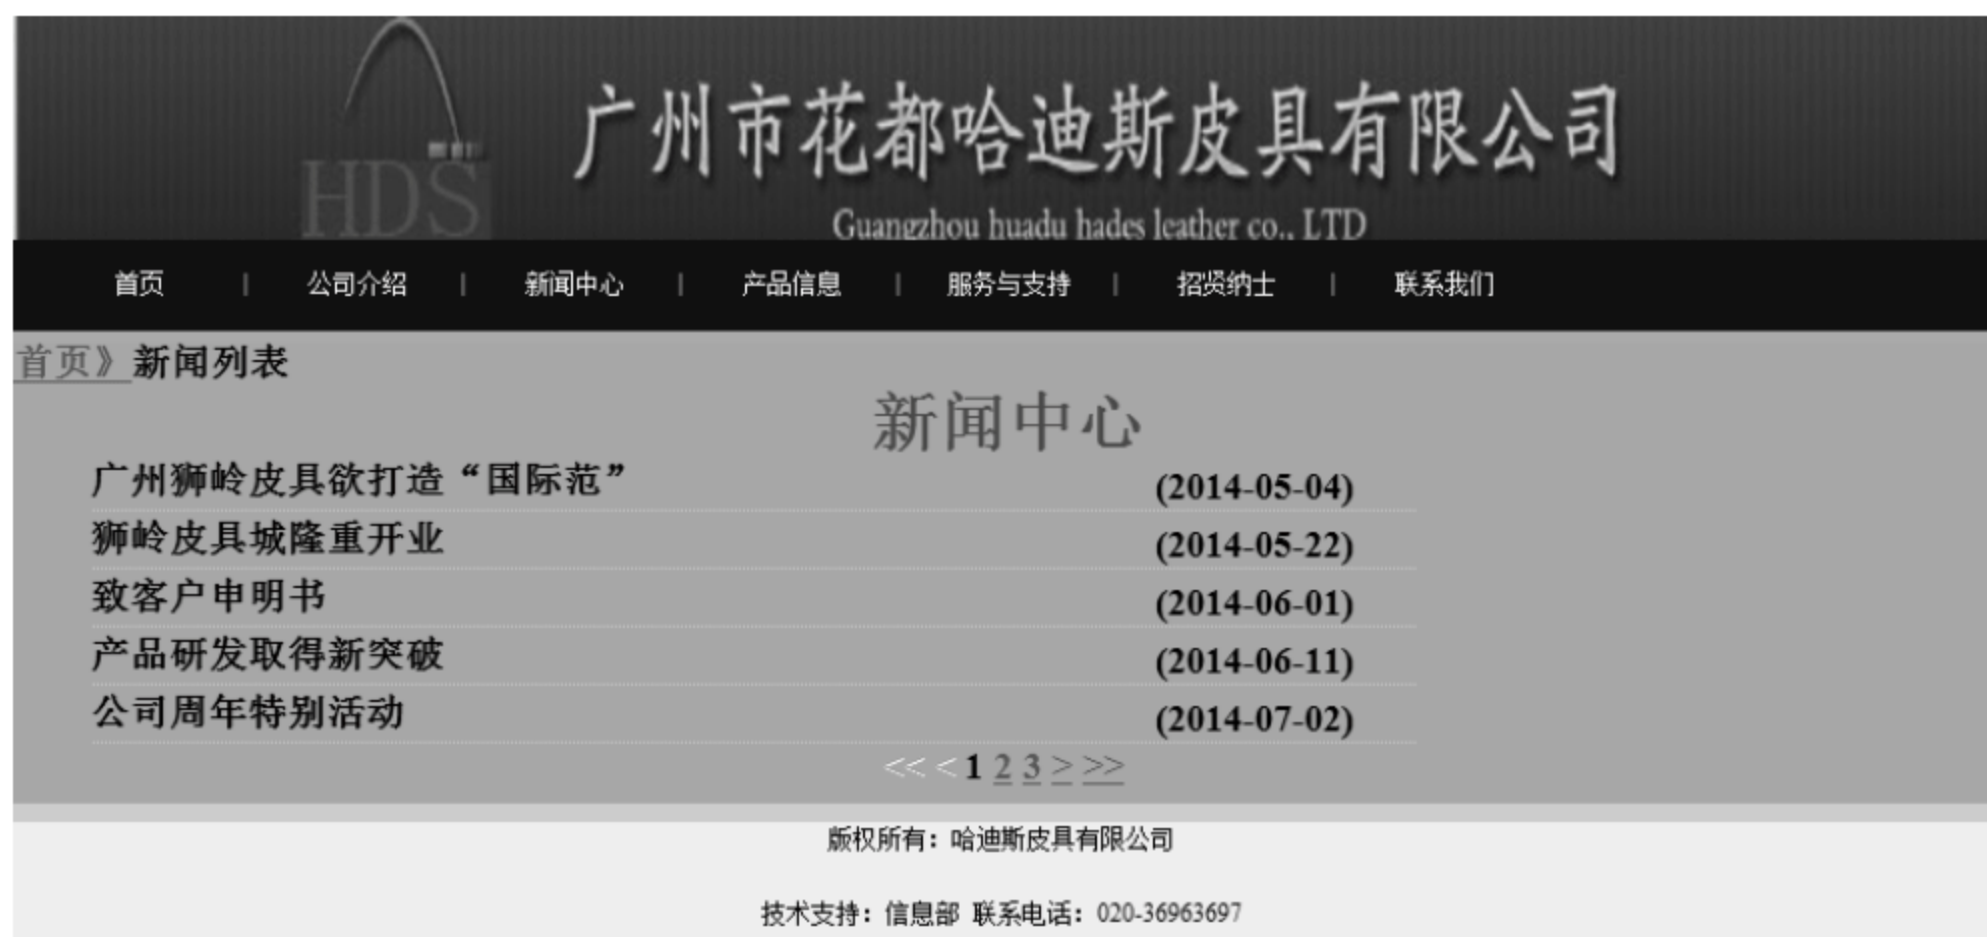 广州市花都哈迪斯皮具有限公司
HDS
Guangzhou huadu hades leather co., LTD
首页 | 公司介绍 | 新闻中心 | 产品信息 | 服务与支持 | 招贤纳士 | 联系我们
首页》新闻列表
新闻中心
广州狮岭皮具欲打造“国际范” (2014-05-04)
狮岭皮具城隆重开业 (2014-05-22)
致客户申明书 (2014-06-01)
产品研发取得新突破 (2014-06-11)
公司周年特别活动 (2014-07-02)
<< < 1 2 3 > >>
版权所有：哈迪斯皮具有限公司
技术支持：信息部 联系电话：020-36963697